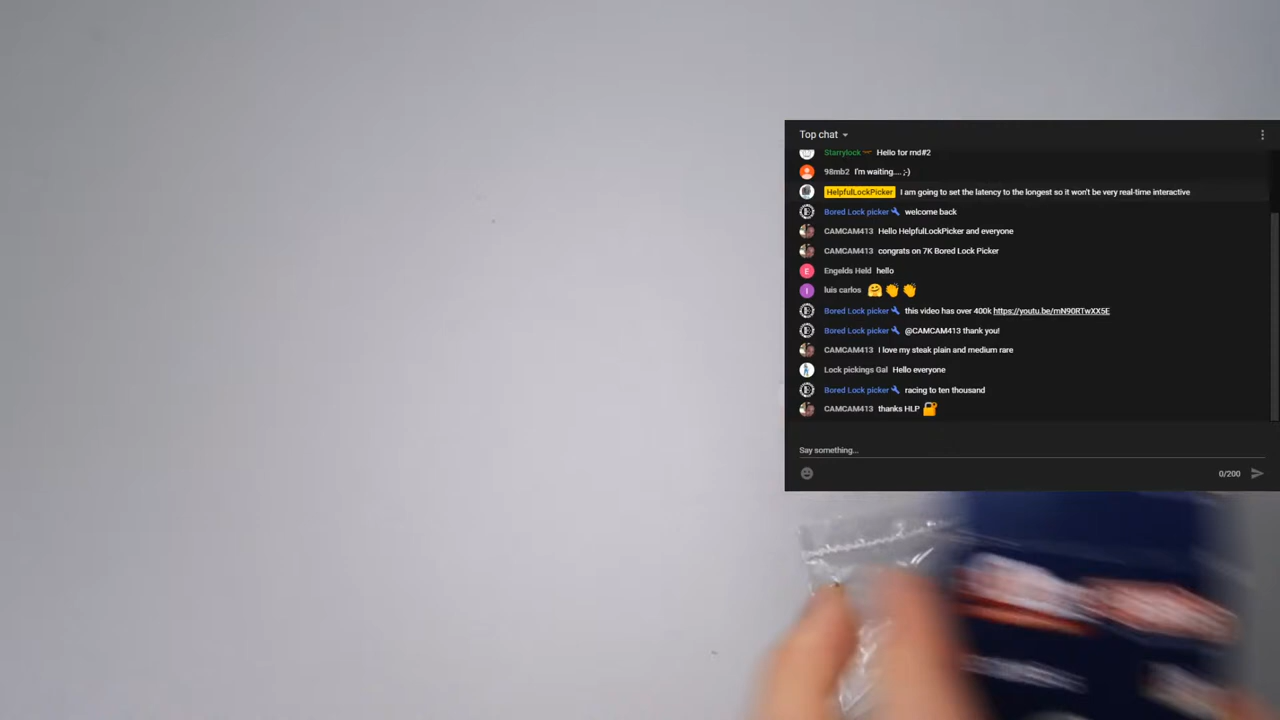 Top chat
Starrylock Hello for rnd#2
98mb2 I'm waiting.... ;-)
HelpfulLockPicker I am going to set the latency to the longest so it won't be very real-time interactive
Bored Lock picker welcome back
CAMCAM413 Hello HelpfulLockPicker and everyone
CAMCAM413 congrats on 7K Bored Lock Picker
E Engelds Held hello
l luis carlos 🤗👏👏
Bored Lock picker this video has over 400k https://youtu.be/mN90RTwXX5E
Bored Lock picker @CAMCAM413 thank you!
CAMCAM413 I love my steak plain and medium rare
Lock pickings Gal Hello everyone
Bored Lock picker racing to ten thousand
CAMCAM413 thanks HLP 🔓
Say something...
0/200